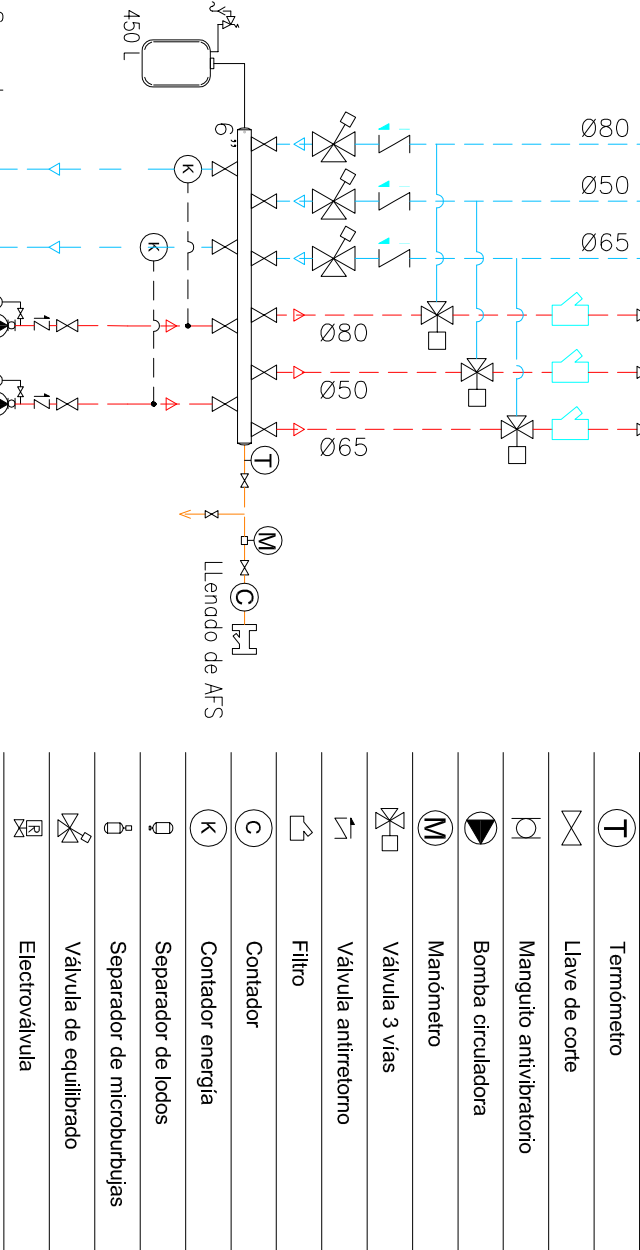 450 L
6"
Ø80
Ø50
Ø65
K
K
Ø80
Ø50
Ø65
T
M
C
LLenado de AFS
T Termómetro
Llave de corte
Manguito antivibratorio
Bomba circuladora
M Manómetro
Válvula 3 vías
Válvula antirretorno
Filtro
C Contador
K Contador energía
Separador de lodos
Separador de microburbujas
Válvula de equilibrado
R Electroválvula